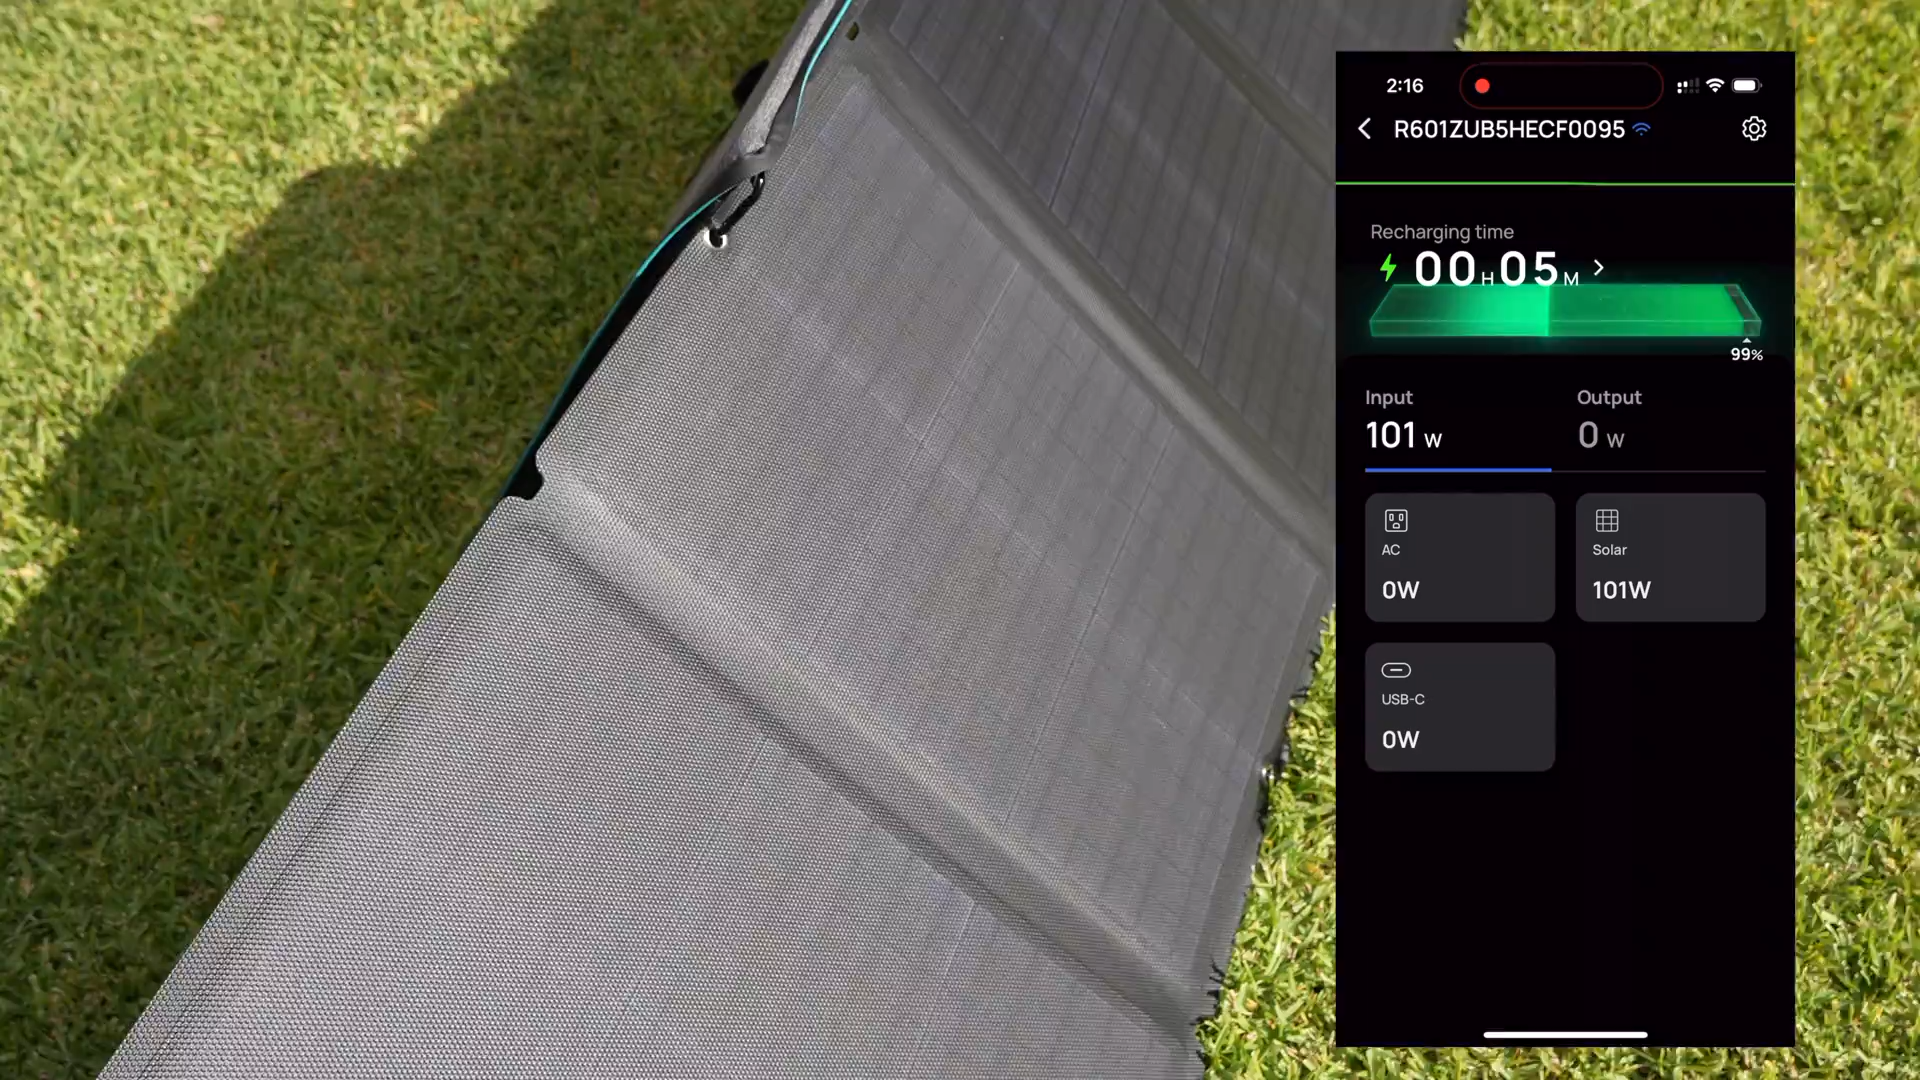 2:16
R601ZUB5HECF0095
Recharging time
00H05M
99%
Input
Output
101 W
0 W
AC
Solar
0W
101W
USB-C
0W